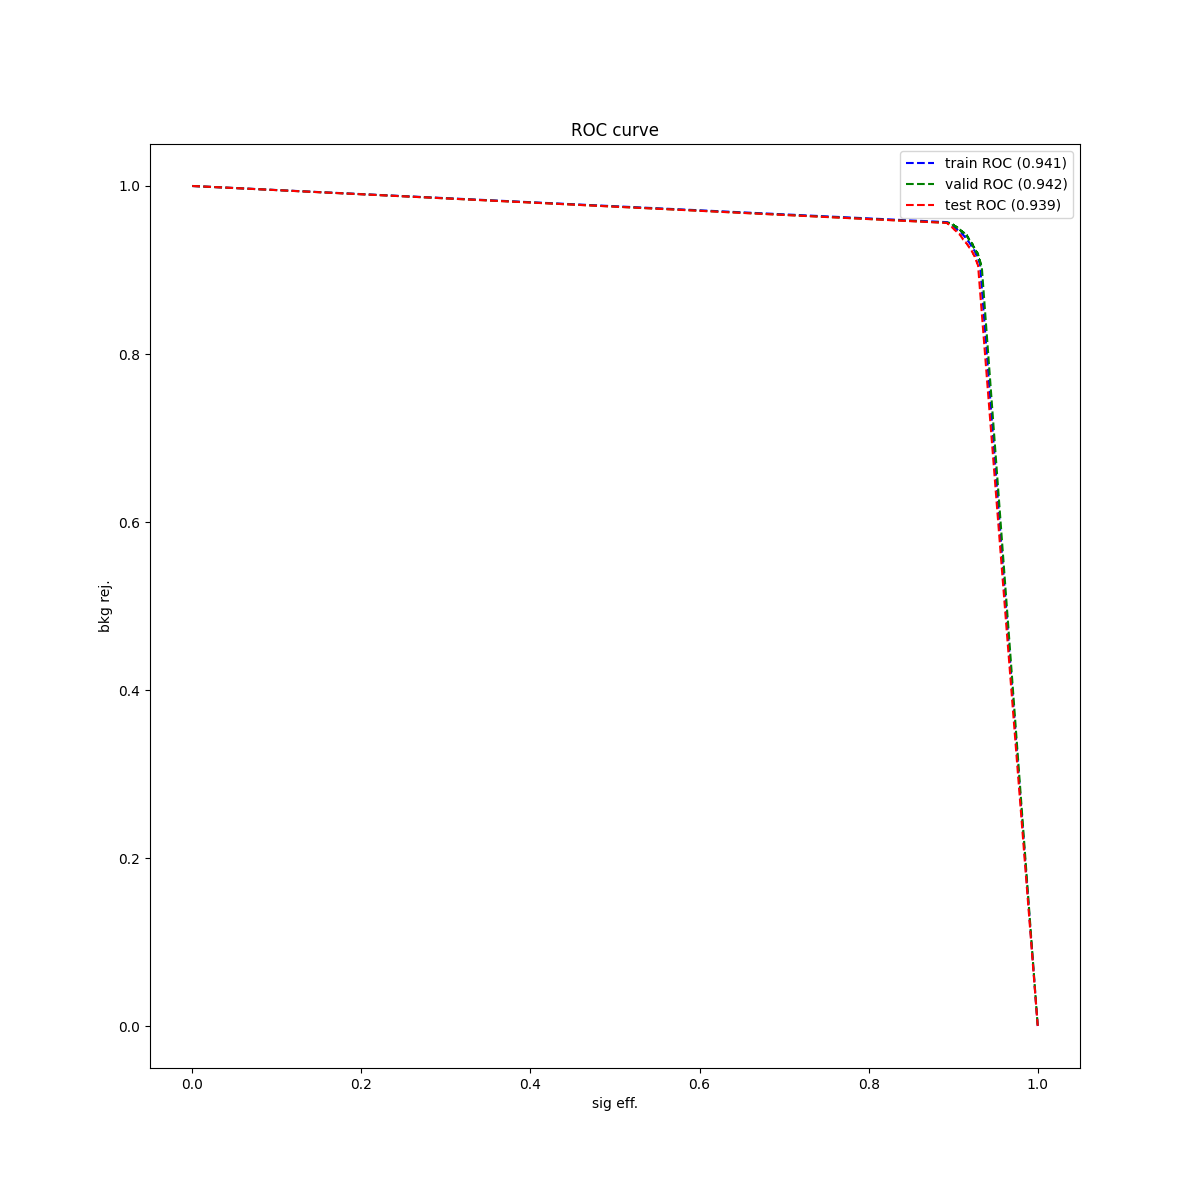 ROC curve
train ROC (0.941)
valid ROC (0.942)
test ROC (0.939)
1.0
0.8
0.6
0.4
0.2
0.0
bkg rej.
0.0 0.2 0.4 0.6 0.8 1.0
sig eff.